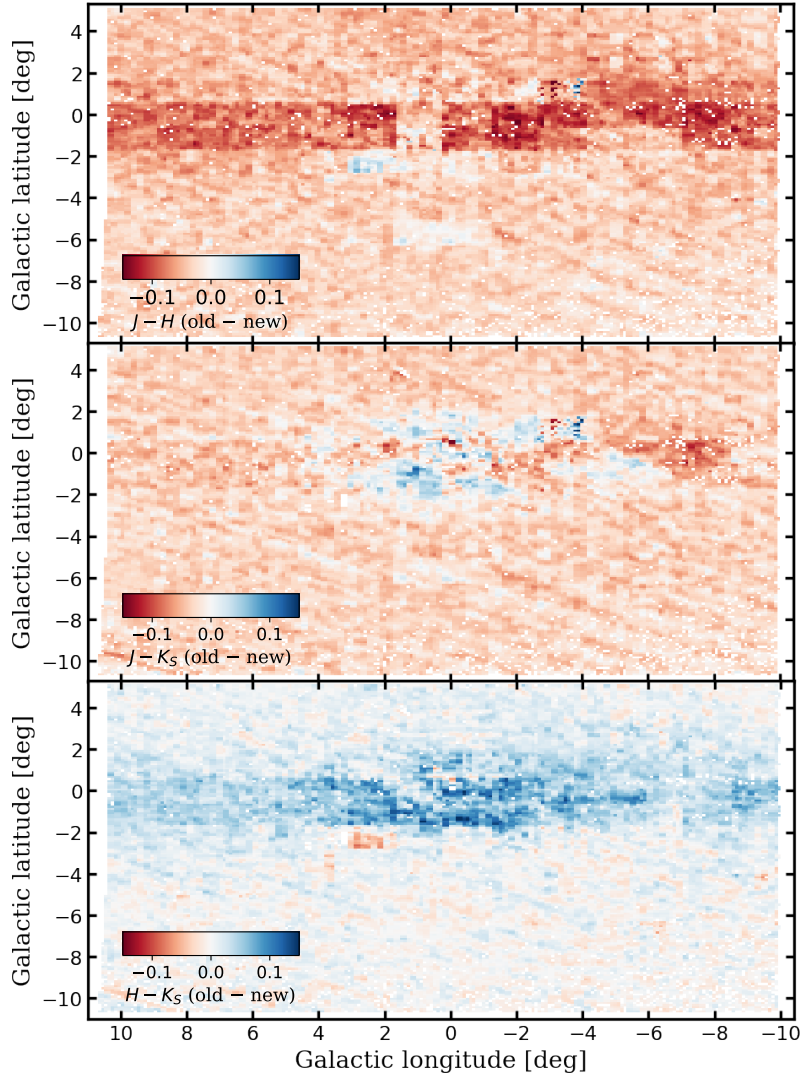 Galactic latitude [deg]
4
2
0
−2
−4
−6
−8
−10
−0.1 0.0 0.1
J − H (old − new)
Galactic latitude [deg]
4
2
0
−2
−4
−6
−8
−10
−0.1 0.0 0.1
J − K_S (old − new)
Galactic latitude [deg]
4
2
0
−2
−4
−6
−8
−10
−0.1 0.0 0.1
H − K_S (old − new)
10 8 6 4 2 0 −2 −4 −6 −8 −10
Galactic longitude [deg]